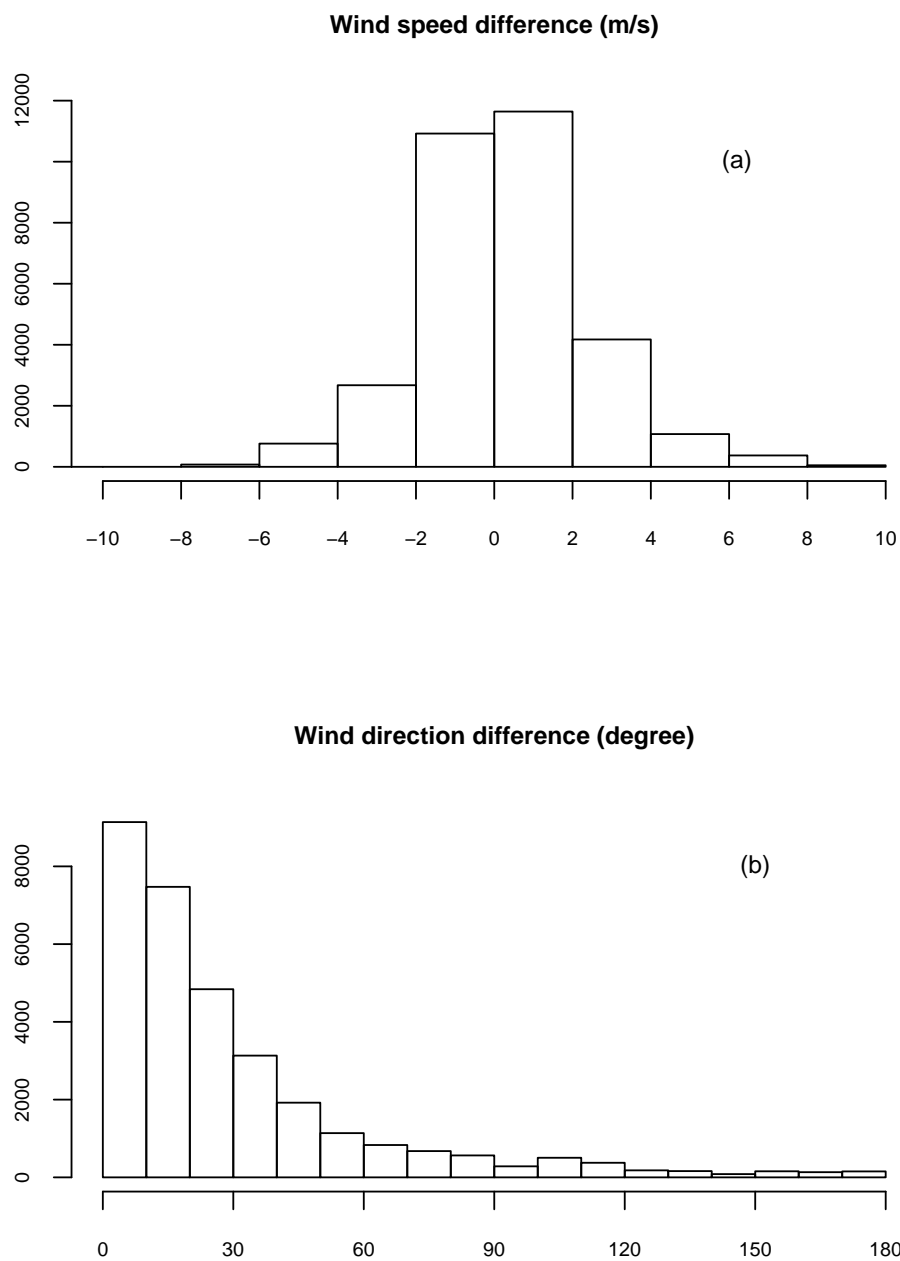 Wind speed difference (m/s)
12000
(a)
8000
6000
4000
2000
0
−10 −8 −6 −4 −2 0 2 4 6 8 10
Wind direction difference (degree)
(b)
8000
6000
4000
2000
0
0 30 60 90 120 150 180